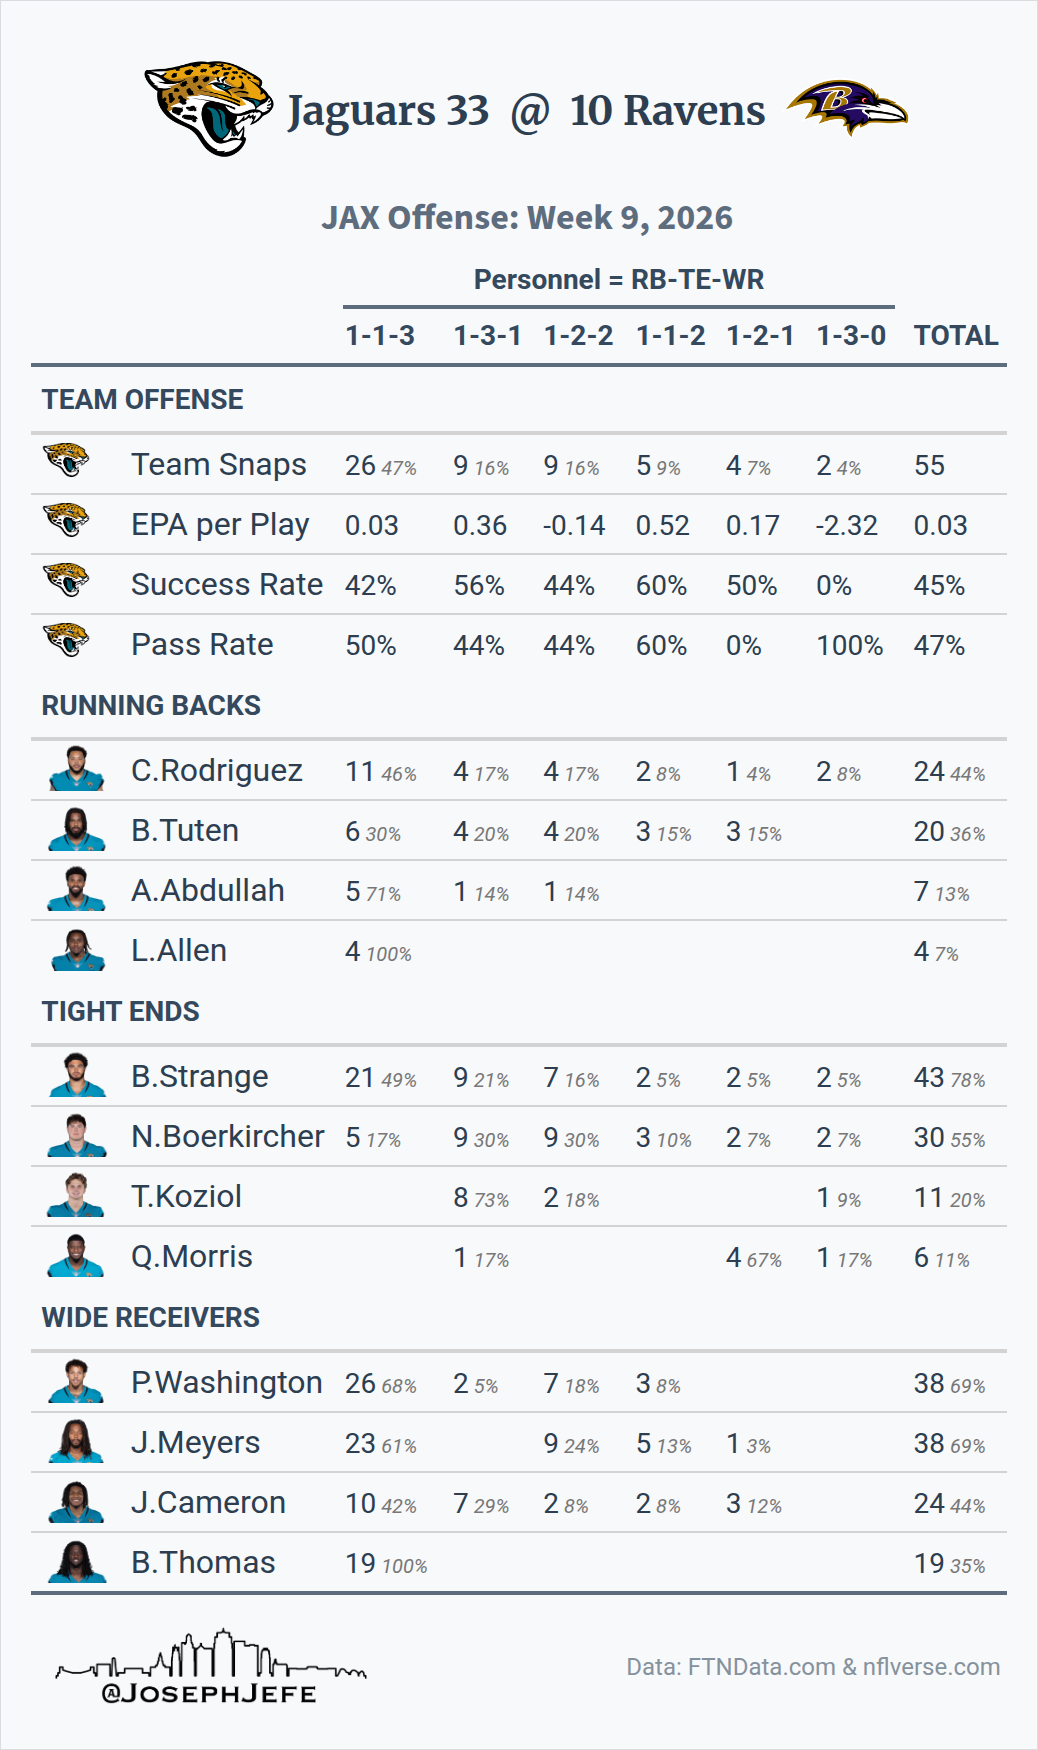 Jaguars 33 @ 10 Ravens
JAX Offense: Week 9, 2026
Personnel = RB-TE-WR
1-1-3 1-3-1 1-2-2 1-1-2 1-2-1 1-3-0 TOTAL
TEAM OFFENSE
Team Snaps 26 47% 9 16% 9 16% 5 9% 4 7% 2 4% 55
EPA per Play 0.03 0.36 -0.14 0.52 0.17 -2.32 0.03
Success Rate 42% 56% 44% 60% 50% 0% 45%
Pass Rate 50% 44% 44% 60% 0% 100% 47%
RUNNING BACKS
C.Rodriguez 11 46% 4 17% 4 17% 2 8% 1 4% 2 8% 24 44%
B.Tuten 6 30% 4 20% 4 20% 3 15% 3 15% 20 36%
A.Abdullah 5 71% 1 14% 1 14% 7 13%
L.Allen 4 100% 4 7%
TIGHT ENDS
B.Strange 21 49% 9 21% 7 16% 2 5% 2 5% 2 5% 43 78%
N.Boerkircher 5 17% 9 30% 9 30% 3 10% 2 7% 2 7% 30 55%
T.Koziol 8 73% 2 18% 1 9% 11 20%
Q.Morris 1 17% 4 67% 1 17% 6 11%
WIDE RECEIVERS
P.Washington 26 68% 2 5% 7 18% 3 8% 38 69%
J.Meyers 23 61% 9 24% 5 13% 1 3% 38 69%
J.Cameron 10 42% 7 29% 2 8% 2 8% 3 12% 24 44%
B.Thomas 19 100% 19 35%
@JosephJefe
Data: FTNData.com & nflverse.com